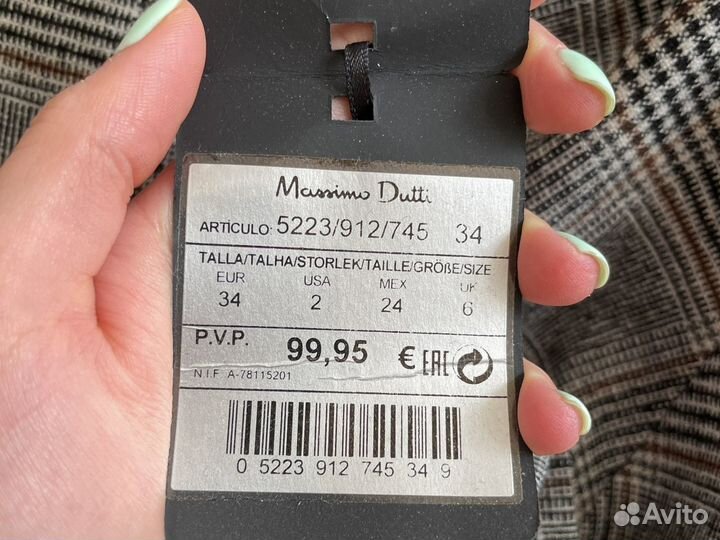 Massimo Dutti
ARTICULO: 5223/912/745 34
TALLA/TALHA/STORLEK/TAILLE/GRÖßE/SIZE
EUR USA MEX UK
34 2 24 6
P.V.P. 99,95 € EAC
N.I.F. A-78115201
0 5223 912 745 34 9
Avito